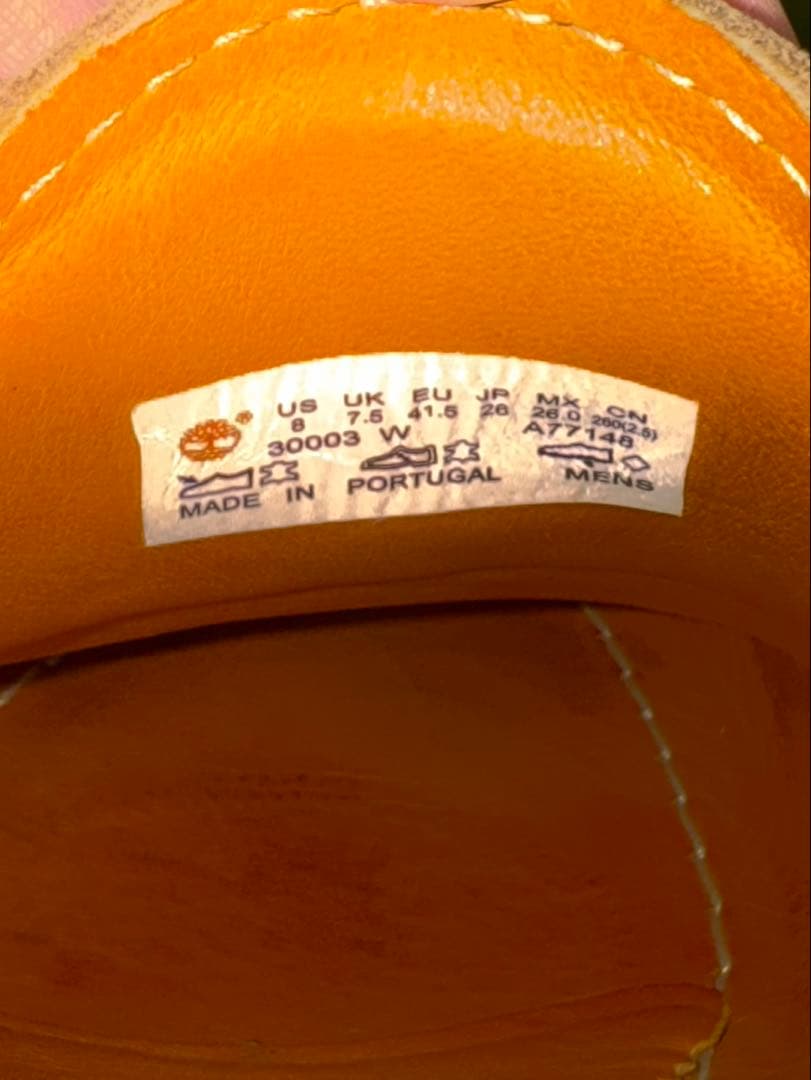 US UK EU JP MX CN
8 7.5 41.5 26 26.0 260(2.5)
30003 W A77148
MADE IN PORTUGAL MENS